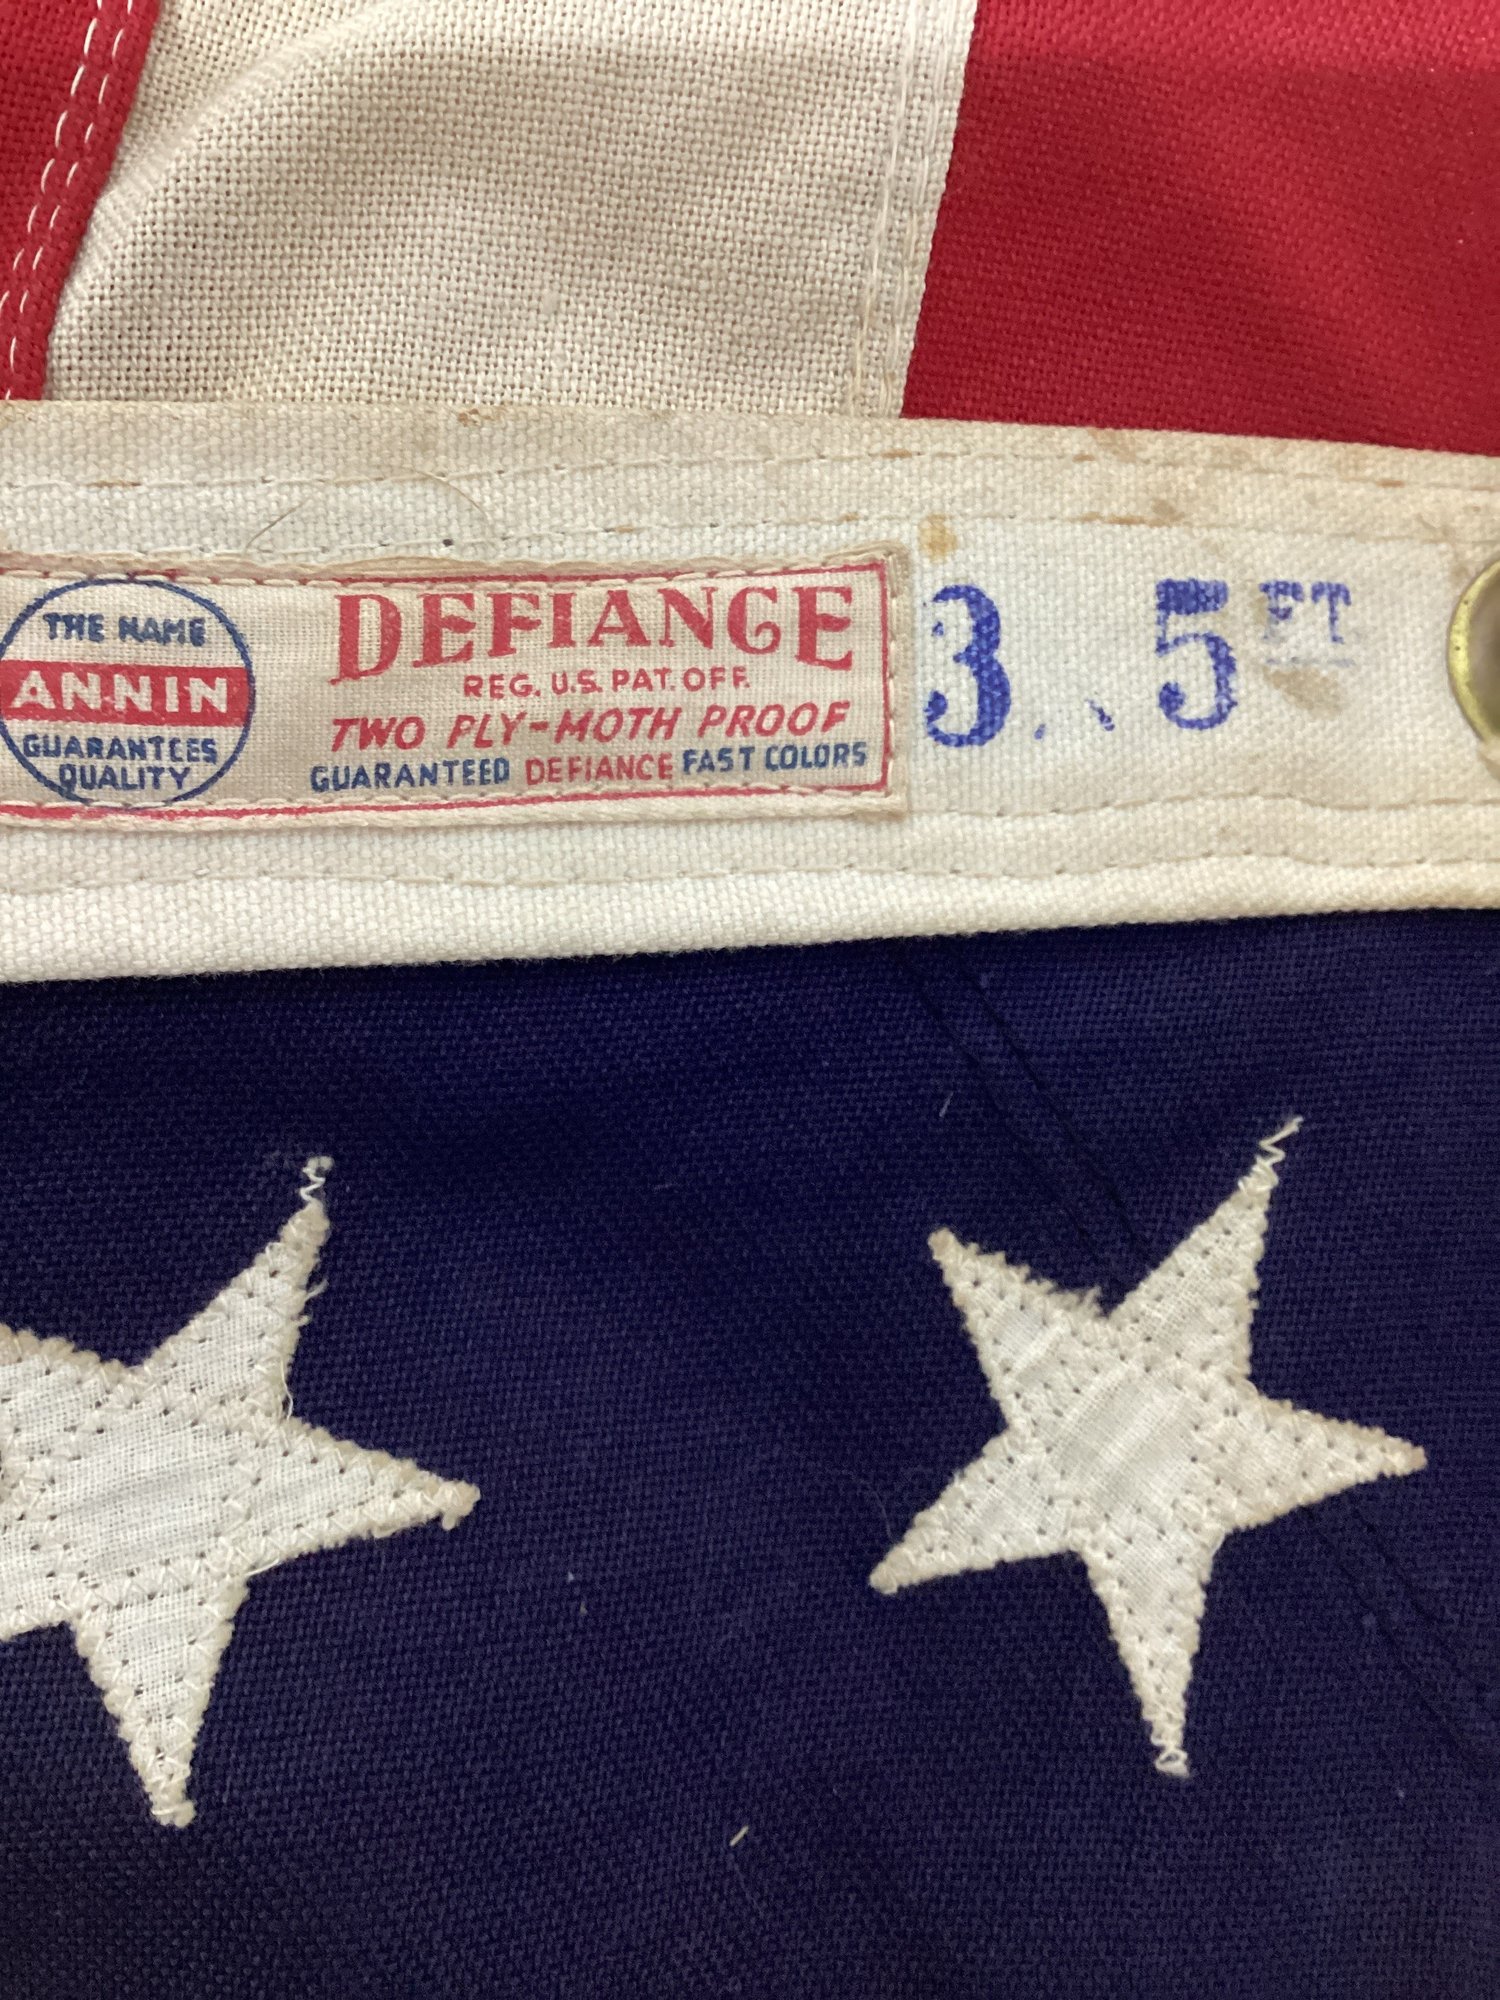 THE NAME
ANNIN
GUARANTEES
QUALITY
DEFIANCE
REG. U.S. PAT. OFF.
TWO PLY-MOTH PROOF
GUARANTEED DEFIANCE FAST COLORS
3 5 FT